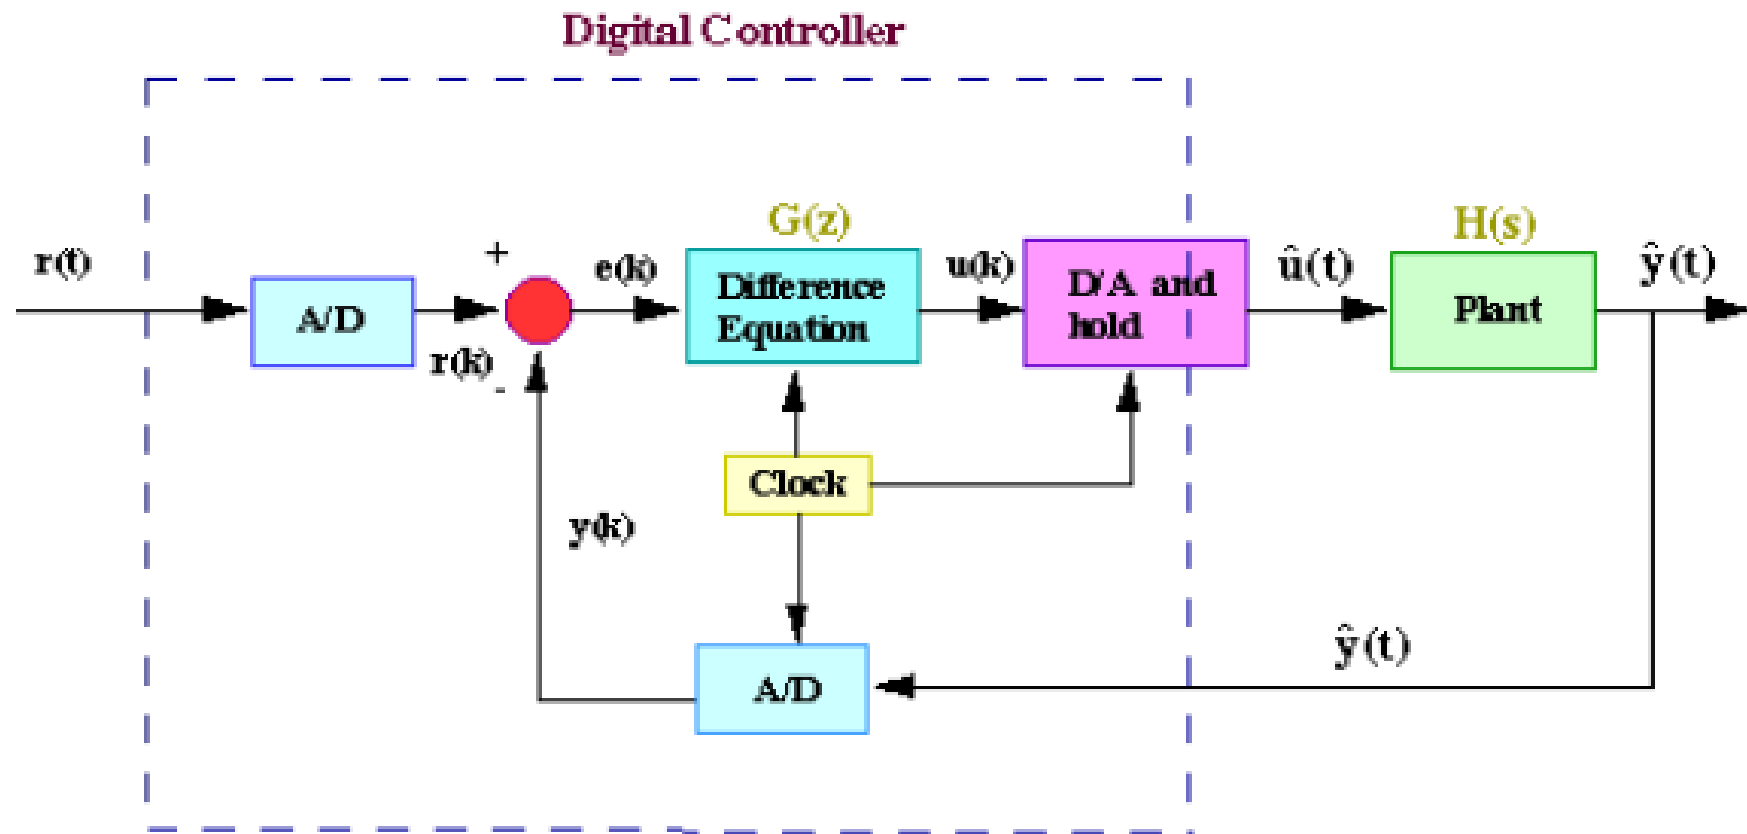 Digital Controller
G(z)
H(s)
r(t)
+
e(k)
u(k)
û(t)
ŷ(t)
A/D
Difference
Equation
D/A and
hold
Plant
r(k)
-
Clock
y(k)
ŷ(t)
A/D